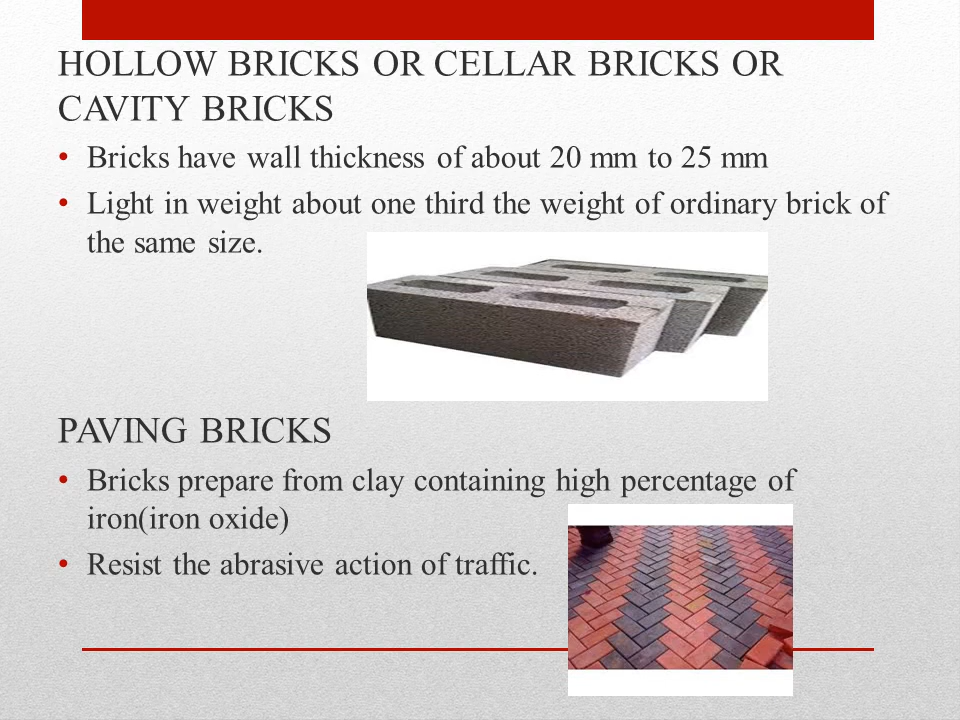 HOLLOW BRICKS OR CELLAR BRICKS OR
CAVITY BRICKS
• Bricks have wall thickness of about 20 mm to 25 mm
• Light in weight about one third the weight of ordinary brick of
the same size.
PAVING BRICKS
• Bricks prepare from clay containing high percentage of
iron(iron oxide)
• Resist the abrasive action of traffic.